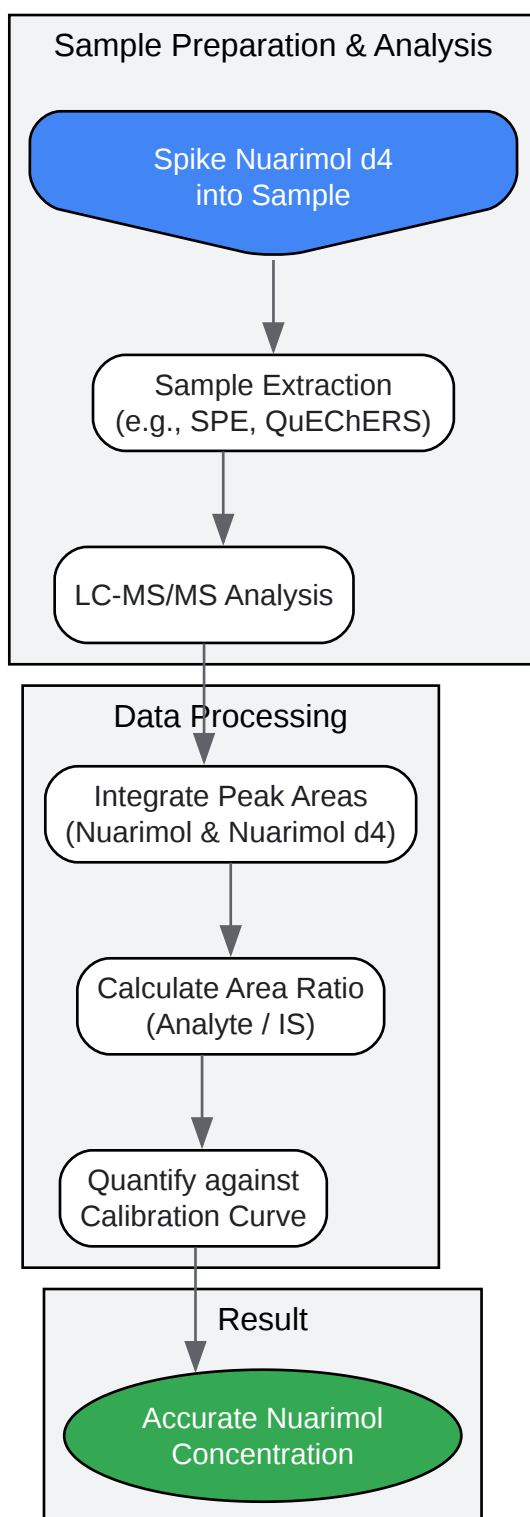 Sample Preparation & Analysis
Spike Nuarimol d4
into Sample
Sample Extraction
(e.g., SPE, QuEChERS)
LC-MS/MS Analysis
Data Processing
Integrate Peak Areas
(Nuarimol & Nuarimol d4)
Calculate Area Ratio
(Analyte / IS)
Quantify against
Calibration Curve
Result
Accurate Nuarimol
Concentration